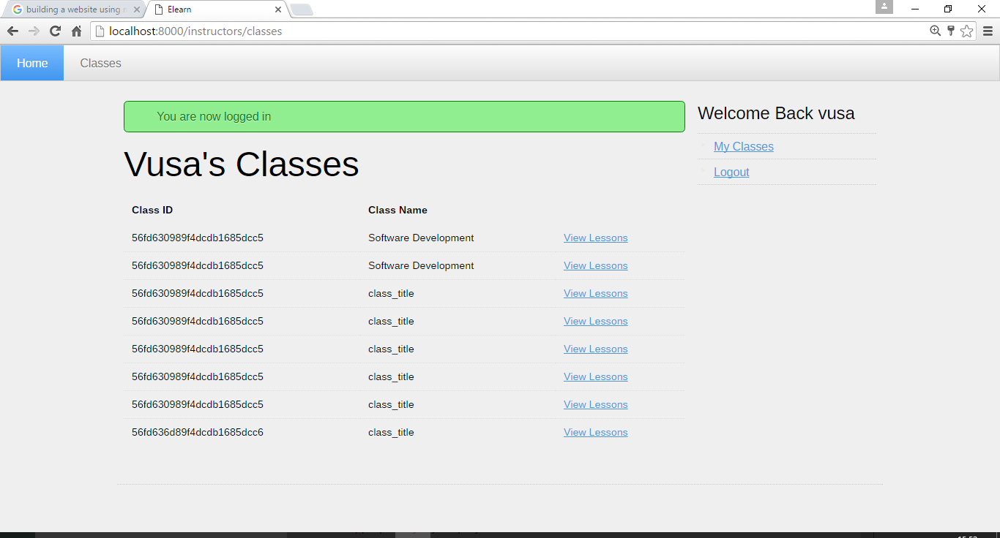 building a website using
Elearn
localhost:8000/instructors/classes
Home Classes
You are now logged in
Welcome Back vusa
My Classes
Logout
Vusa's Classes
Class ID Class Name
56fd630989f4dcdb1685dcc5 Software Development View Lessons
56fd630989f4dcdb1685dcc5 Software Development View Lessons
56fd630989f4dcdb1685dcc5 class_title View Lessons
56fd630989f4dcdb1685dcc5 class_title View Lessons
56fd630989f4dcdb1685dcc5 class_title View Lessons
56fd630989f4dcdb1685dcc5 class_title View Lessons
56fd630989f4dcdb1685dcc5 class_title View Lessons
56fd636d89f4dcdb1685dcc6 class_title View Lessons